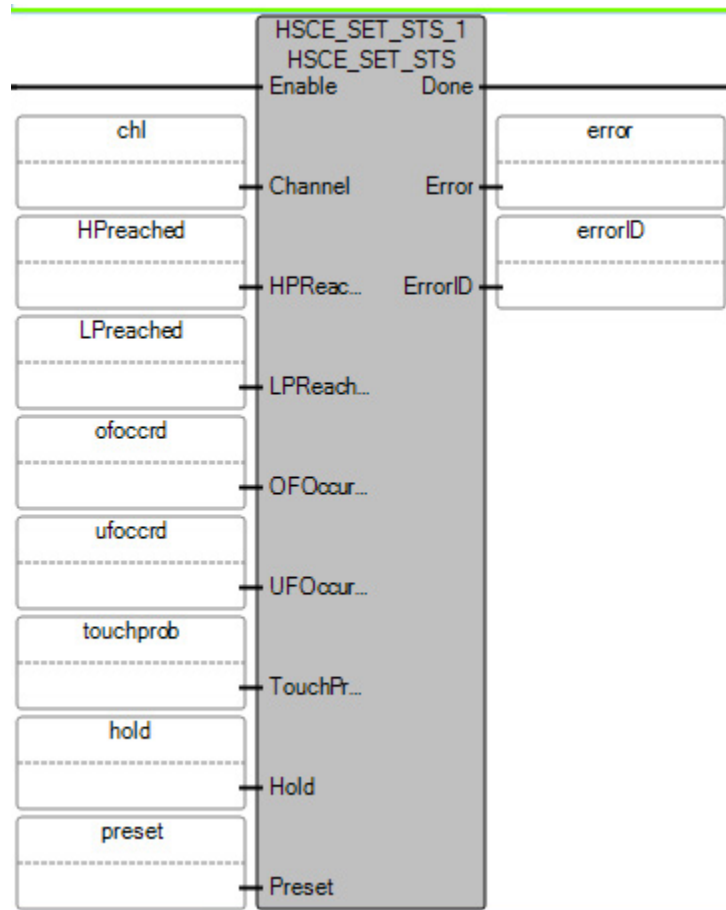 HSCE_SET_STS_1
HSCE_SET_STS
Enable Done
chl error
Channel Error
HPreached errorID
HPReac... ErrorID
LPreached
LPReach...
ofoccrd
OFOccur...
ufoccrd
UFOccur...
touchprob
TouchPr...
hold
Hold
preset
Preset